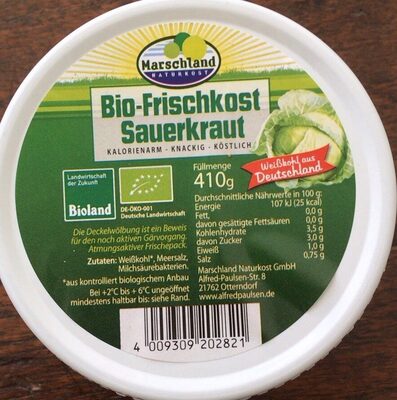 Marschland
NATURKOST
Bio-Frischkost
Sauerkraut
KALORIENARM - KNACKIG - KÖSTLICH
Weißkohl aus
Deutschland
Füllmenge
410g
Landwirtschaft
der Zukunft
Bioland
DE-ÖKO-001
Deutsche Landwirtschaft
Die Deckelwölbung ist ein Beweis
für den noch aktiven Gärvorgang.
Atmungsaktiver Frischepack.
Zutaten: Weißkohl*, Meersalz,
Milchsäurebakterien.
*aus kontrolliert biologischem Anbau
Bei +2°C bis + 6°C ungeöffnet
mindestens haltbar bis: siehe Rand.
Durchschnittliche Nährwerte in 100 g:
Energie 107 kJ (25 kcal)
Fett, 0,0 g
davon gesättigte Fettsäuren 0,0 g
Kohlenhydrate 3,5 g
davon Zucker 3,0 g
Eiweiß 1,0 g
Salz 0,75 g
Marschland Naturkost GmbH
Alfred-Paulsen-Str. 8
21762 Otterndorf
alfredpaulsen.de
4 009309 202821